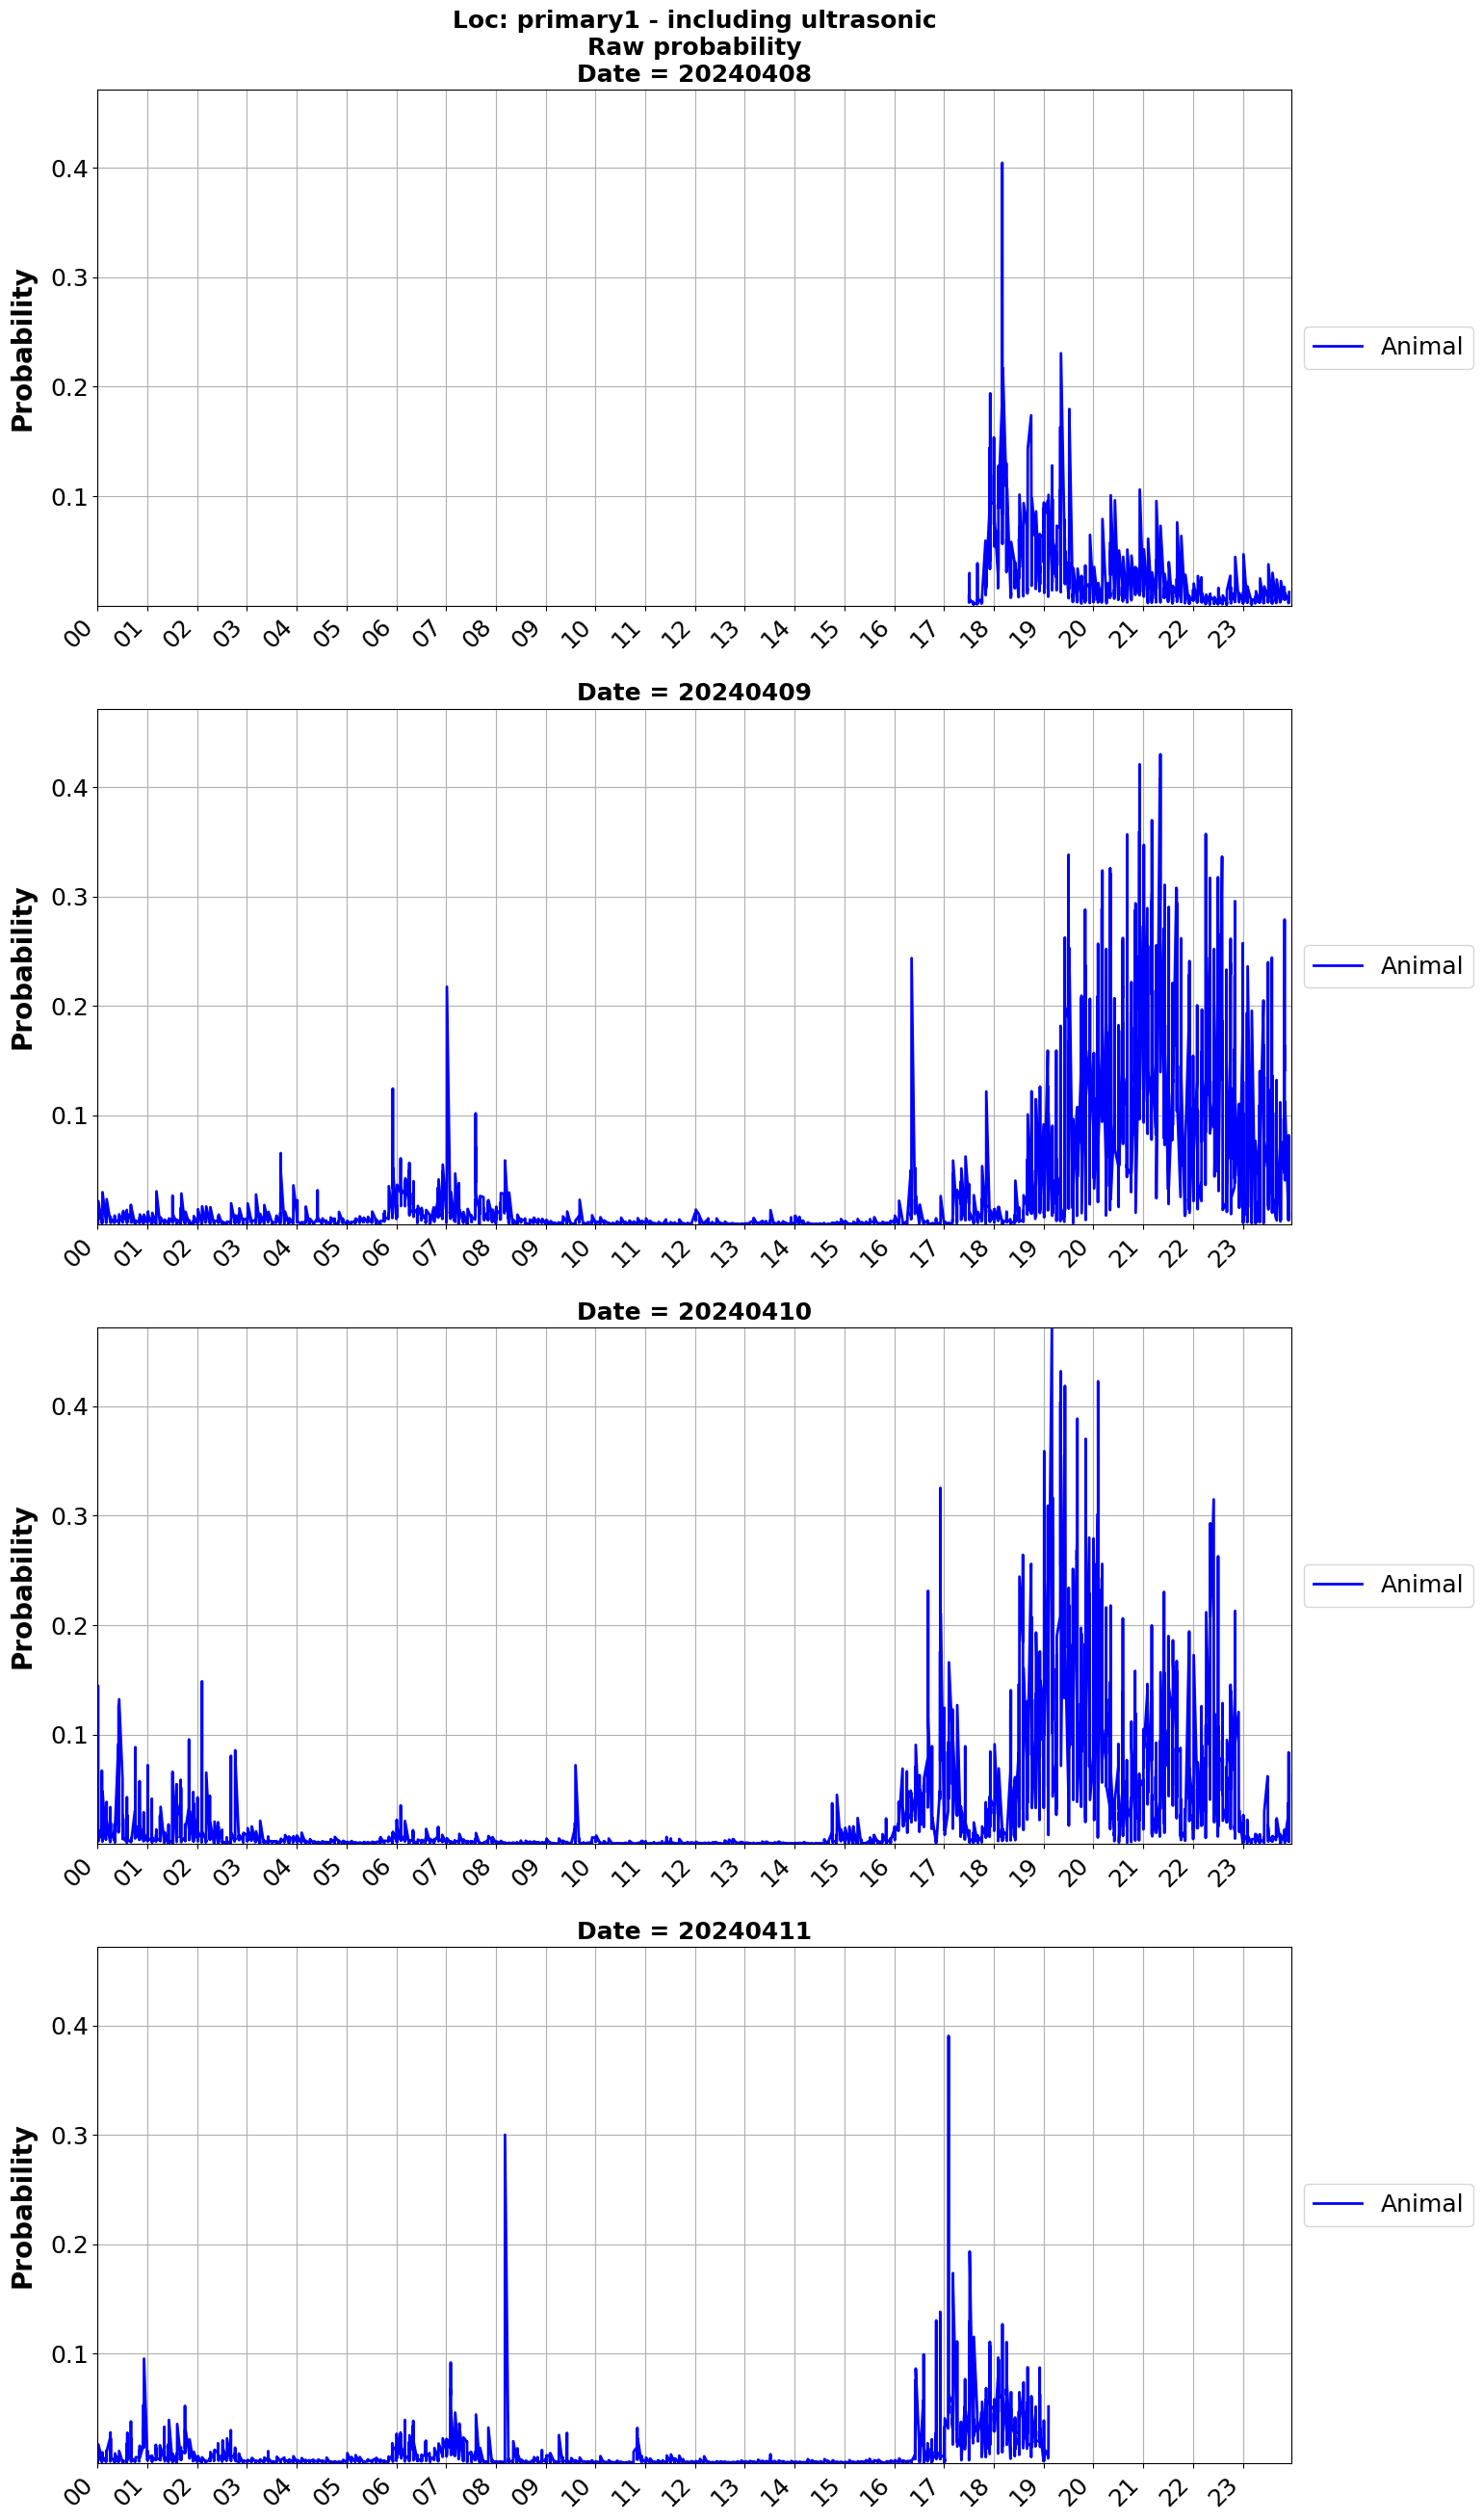 Loc: primary1 - including ultrasonic
Raw probability
Date = 20240408
Probability
0.4
0.3
0.2
0.1
00 01 02 03 04 05 06 07 08 09 10 11 12 13 14 15 16 17 18 19 20 21 22 23
Animal
Date = 20240409
Probability
0.4
0.3
0.2
0.1
00 01 02 03 04 05 06 07 08 09 10 11 12 13 14 15 16 17 18 19 20 21 22 23
Animal
Date = 20240410
Probability
0.4
0.3
0.2
0.1
00 01 02 03 04 05 06 07 08 09 10 11 12 13 14 15 16 17 18 19 20 21 22 23
Animal
Date = 20240411
Probability
0.4
0.3
0.2
0.1
00 01 02 03 04 05 06 07 08 09 10 11 12 13 14 15 16 17 18 19 20 21 22 23
Animal